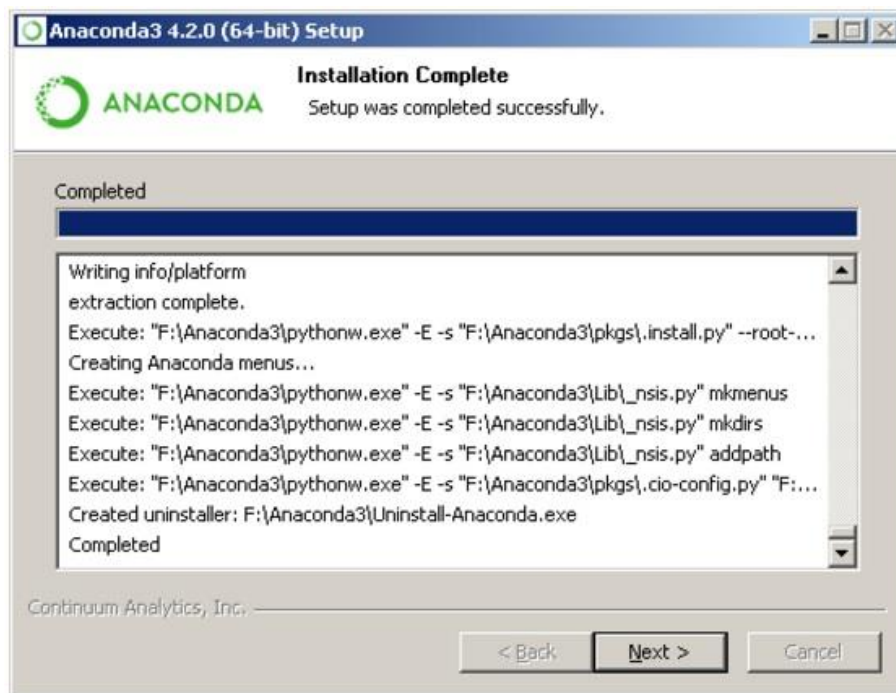 Anaconda3 4.2.0 (64-bit) Setup
ANACONDA
Installation Complete
Setup was completed successfully.
Completed
Writing info/platform
extraction complete.
Execute: "F:\Anaconda3\pythonw.exe" -E -s "F:\Anaconda3\pkgs\.install.py" --root-...
Creating Anaconda menus...
Execute: "F:\Anaconda3\pythonw.exe" -E -s "F:\Anaconda3\Lib\_nsis.py" mkmenus
Execute: "F:\Anaconda3\pythonw.exe" -E -s "F:\Anaconda3\Lib\_nsis.py" mkdirs
Execute: "F:\Anaconda3\pythonw.exe" -E -s "F:\Anaconda3\Lib\_nsis.py" addpath
Execute: "F:\Anaconda3\pythonw.exe" -E -s "F:\Anaconda3\pkgs\.cio-config.py" "F:...
Created uninstaller: F:\Anaconda3\Uninstall-Anaconda.exe
Completed
Continuum Analytics, Inc.
< Back Next > Cancel